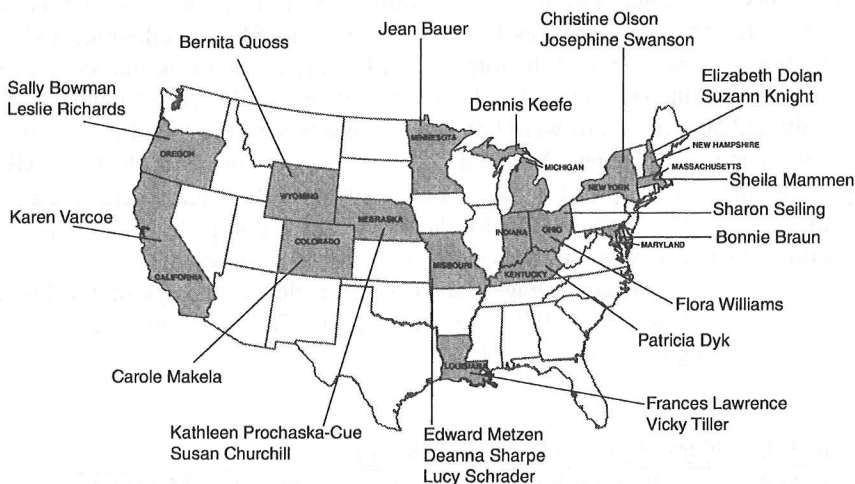 Christine Olson
Josephine Swanson
Jean Bauer
Bernita Quoss
Elizabeth Dolan
Suzann Knight
Sally Bowman
Leslie Richards
Dennis Keefe
MINNESOTA
NEW HAMPSHIRE
OREGON
MICHIGAN
MASSACHUSETTS
Sheila Mammen
WYOMING
NEW YORK
Karen Varcoe
NEBRASKA
Sharon Seiling
INDIANA
OHIO
Bonnie Braun
COLORADO
MARYLAND
MISSOURI
CALIFORNIA
KENTUCKY
Flora Williams
Patricia Dyk
LOUISIANA
Carole Makela
Frances Lawrence
Vicky Tiller
Kathleen Prochaska-Cue
Susan Churchill
Edward Metzen
Deanna Sharpe
Lucy Schrader